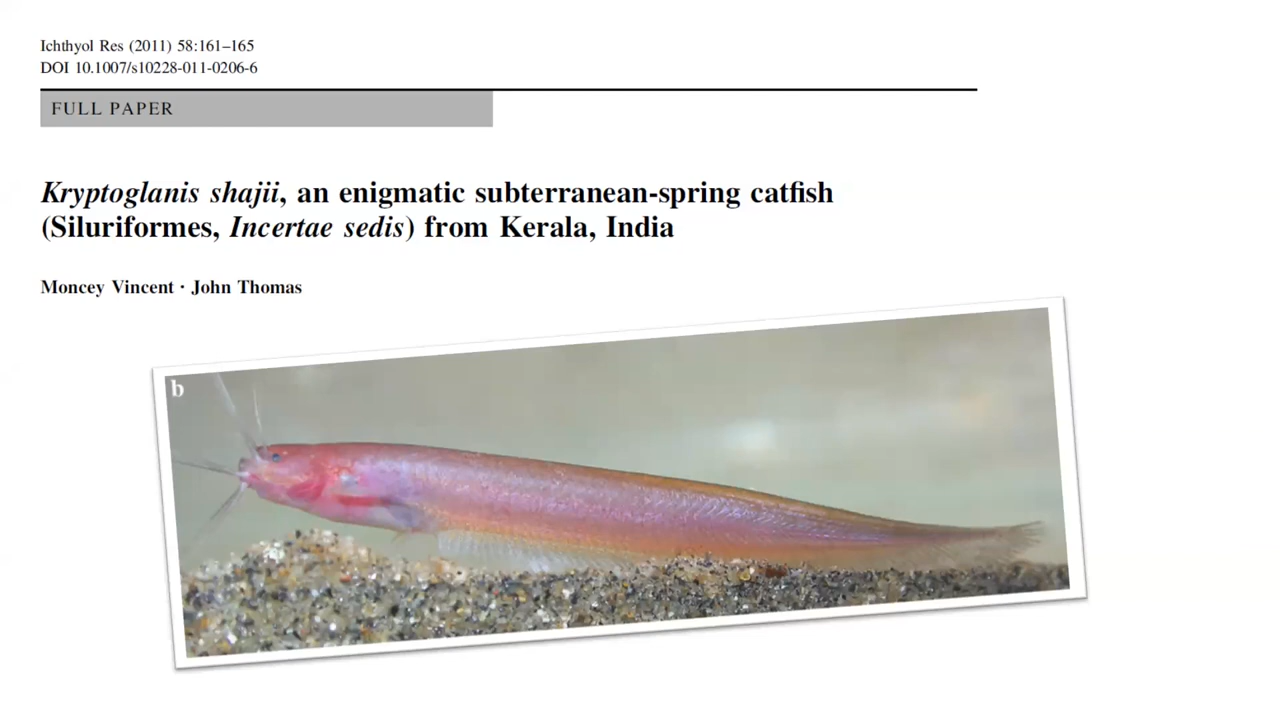 Ichthyol Res (2011) 58:161–165
DOI 10.1007/s10228-011-0206-6
FULL PAPER
Kryptoglanis shajii, an enigmatic subterranean-spring catfish
(Siluriformes, Incertae sedis) from Kerala, India
Moncey Vincent · John Thomas
b